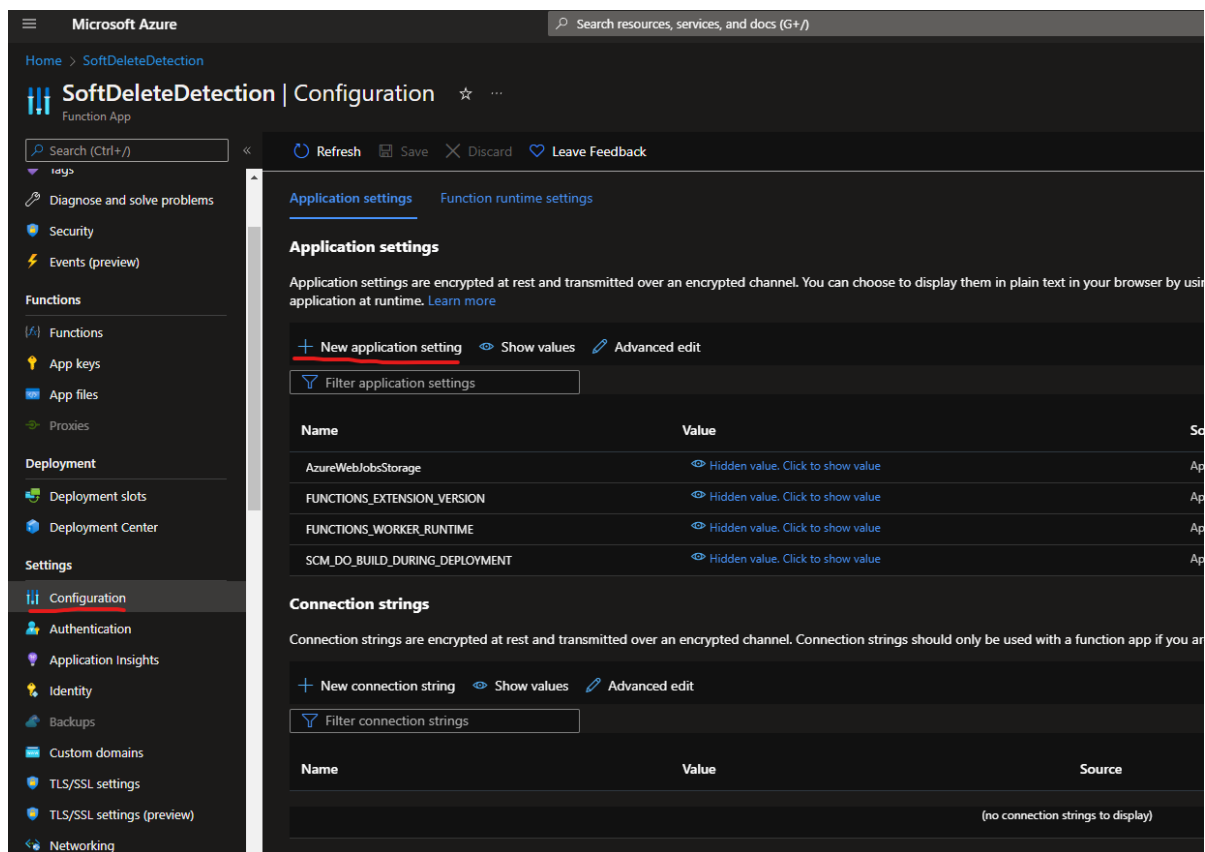 Microsoft Azure
Search resources, services, and docs (G+/)
Home > SoftDeleteDetection
SoftDeleteDetection | Configuration
Function App
Search (Ctrl+/)
Tags
Diagnose and solve problems
Security
Events (preview)
Functions
Functions
App keys
App files
Proxies
Deployment
Deployment slots
Deployment Center
Settings
Configuration
Authentication
Application Insights
Identity
Backups
Custom domains
TLS/SSL settings
TLS/SSL settings (preview)
Networking
Refresh Save Discard Leave Feedback
Application settings Function runtime settings
Application settings
Application settings are encrypted at rest and transmitted over an encrypted channel. You can choose to display them in plain text in your browser by usin
application at runtime. Learn more
+ New application setting Show values Advanced edit
Filter application settings
Name Value So
AzureWebJobsStorage Hidden value. Click to show value Ap
FUNCTIONS_EXTENSION_VERSION Hidden value. Click to show value Ap
FUNCTIONS_WORKER_RUNTIME Hidden value. Click to show value Ap
SCM_DO_BUILD_DURING_DEPLOYMENT Hidden value. Click to show value Ap
Connection strings
Connection strings are encrypted at rest and transmitted over an encrypted channel. Connection strings should only be used with a function app if you ar
+ New connection string Show values Advanced edit
Filter connection strings
Name Value Source
(no connection strings to display)